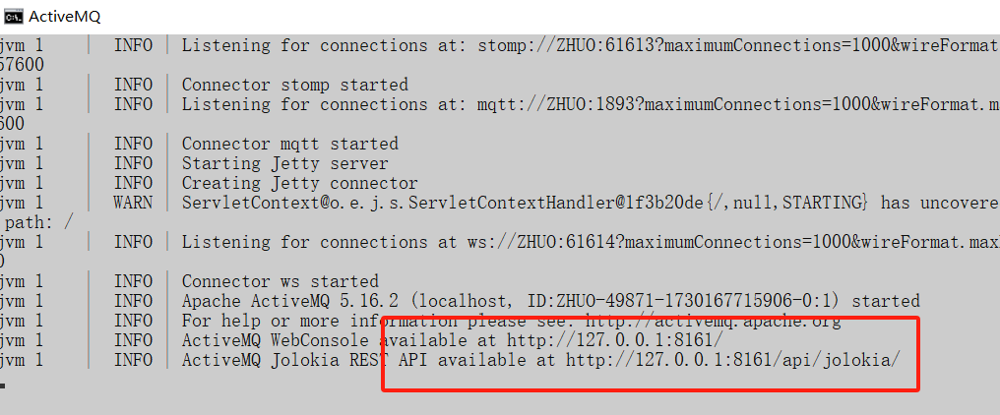 ActiveMQ
jvm 1 | INFO | Listening for connections at: stomp://ZHUO:61613?maximumConnections=1000&wireFormat.
57600
jvm 1 | INFO | Connector stomp started
jvm 1 | INFO | Listening for connections at: mqtt://ZHUO:1893?maximumConnections=1000&wireFormat.m
600
jvm 1 | INFO | Connector mqtt started
jvm 1 | INFO | Starting Jetty server
jvm 1 | INFO | Creating Jetty connector
jvm 1 | WARN | ServletContext@o.e.j.s.ServletContextHandler@1f3b20de{/,null,STARTING} has uncovere
path: /
jvm 1 | INFO | Listening for connections at ws://ZHUO:61614?maximumConnections=1000&wireFormat.max
0
jvm 1 | INFO | Connector ws started
jvm 1 | INFO | Apache ActiveMQ 5.16.2 (localhost, ID:ZHUO-49871-1730167715906-0:1) started
jvm 1 | INFO | For help or more information please see: http://activemq.apache.org
jvm 1 | INFO | ActiveMQ WebConsole available at http://127.0.0.1:8161/
jvm 1 | INFO | ActiveMQ Jolokia REST API available at http://127.0.0.1:8161/api/jolokia/